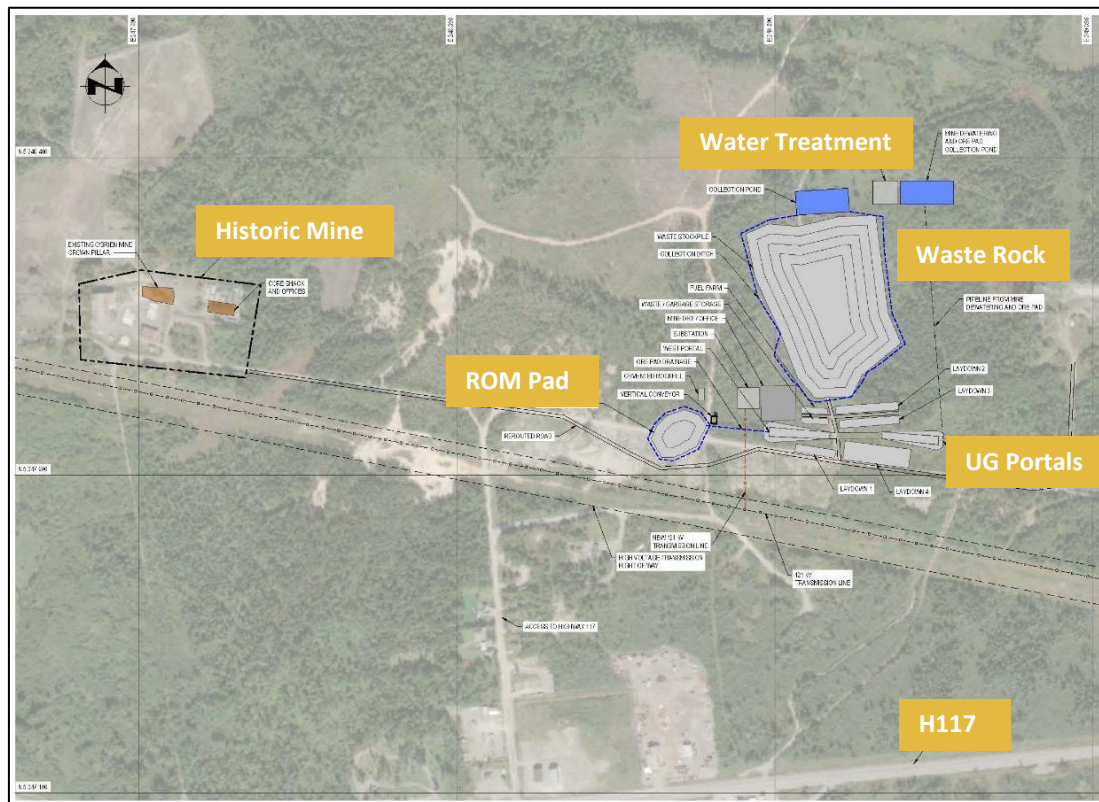 Z
Water Treatment
MINE DEWATERING
AND ORE PAD
COLLECTION POND
COLLECTION POND
Historic Mine
EXISTING O'BRIEN MINE
CROWN PILLAR
CORE SHACK
AND OFFICES
WASTE STOCKPILE
COLLECTION DITCH
Waste Rock
FUEL FARM
WASTE / GARBAGE STORAGE
MINE DRY / OFFICE
SUBSTATION
WEST PORTAL
ORE PAD DRAINAGE
CEMENTED ROCKFILL
VERTICAL CONVEYOR
PIPELINE FROM MINE
DEWATERING AND ORE PAD
ROM Pad
LAYDOWN 2
LAYDOWN 3
REROUTED ROAD
UG Portals
LAYDOWN 1
LAYDOWN 4
TRANSMISSION LINE
HIGH VOLTAGE TRANSMISSION
RIGHT OF WAY
TRANSMISSION LINE
ACCESS TO HIGHWAY 117
H117